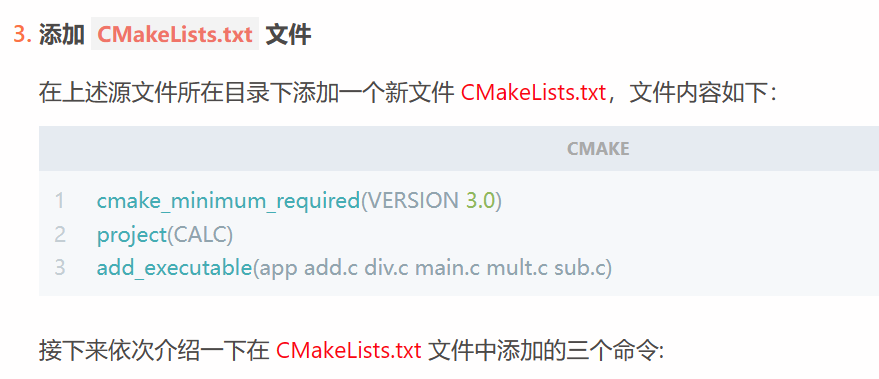 3. 添加 CMakeLists.txt 文件
在上述源文件所在目录下添加一个新文件 CMakeLists.txt，文件内容如下：
CMAKE
1 cmake_minimum_required(VERSION 3.0)
2 project(CALC)
3 add_executable(app add.c div.c main.c mult.c sub.c)
接下来依次介绍一下在 CMakeLists.txt 文件中添加的三个命令: